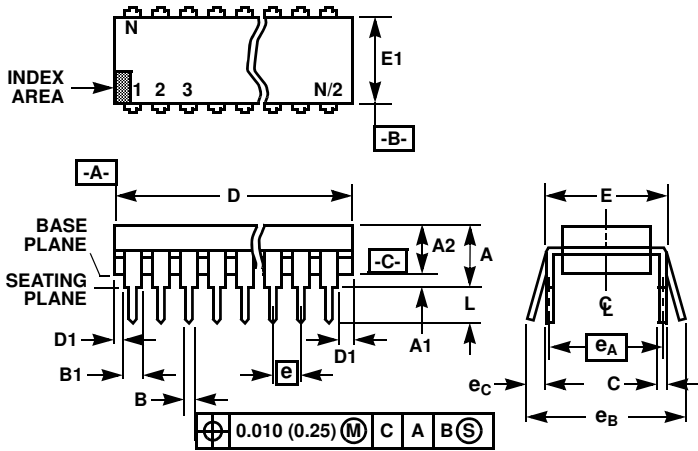 N
E1
INDEX
AREA
1 2 3 N/2
-B-
-A-
D
E
BASE
PLANE
A2
A
-C-
SEATING
PLANE
L
C
L
D1
A1
D1
eA
B1
e
eC
C
B
eB
0.010 (0.25) M C A B S